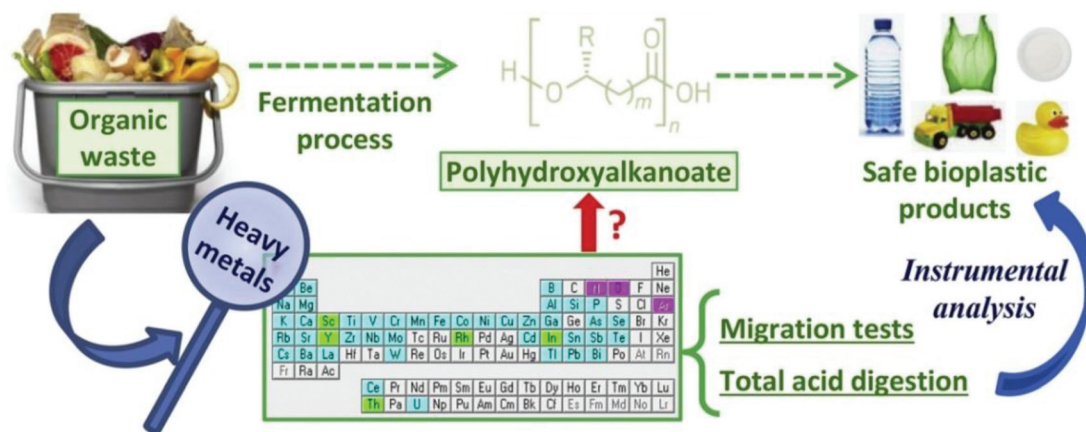 Organic
waste
Fermentation
process
H
O
R
O
m
n
OH
Polyhydroxyalkanoate
Safe bioplastic
products
Heavy
metals
?
He
Be B C O F Ne
Na Mg Al Si P S Cl Ar
K Ca Sc Ti V Cr Mn Fe Co Ni Cu Zn Ga Ge As Se Br Kr
Rb Sr Y Zr Nb Mo Tc Ru Rh Pd Ag Cd In Sn Sb Te I Xe
Cs Ba La Hf Ta W Re Os Ir Pt Au Hg Tl Pb Bi Po At Rn
Fr Ra Ac
Ce Pr Nd Pm Sm Eu Gd Tb Dy Ho Er Tm Yb Lu
Th Pa U Np Pu Am Cm Bk Cf Es Fm Md No Lr
Migration tests
Total acid digestion
Instrumental
analysis